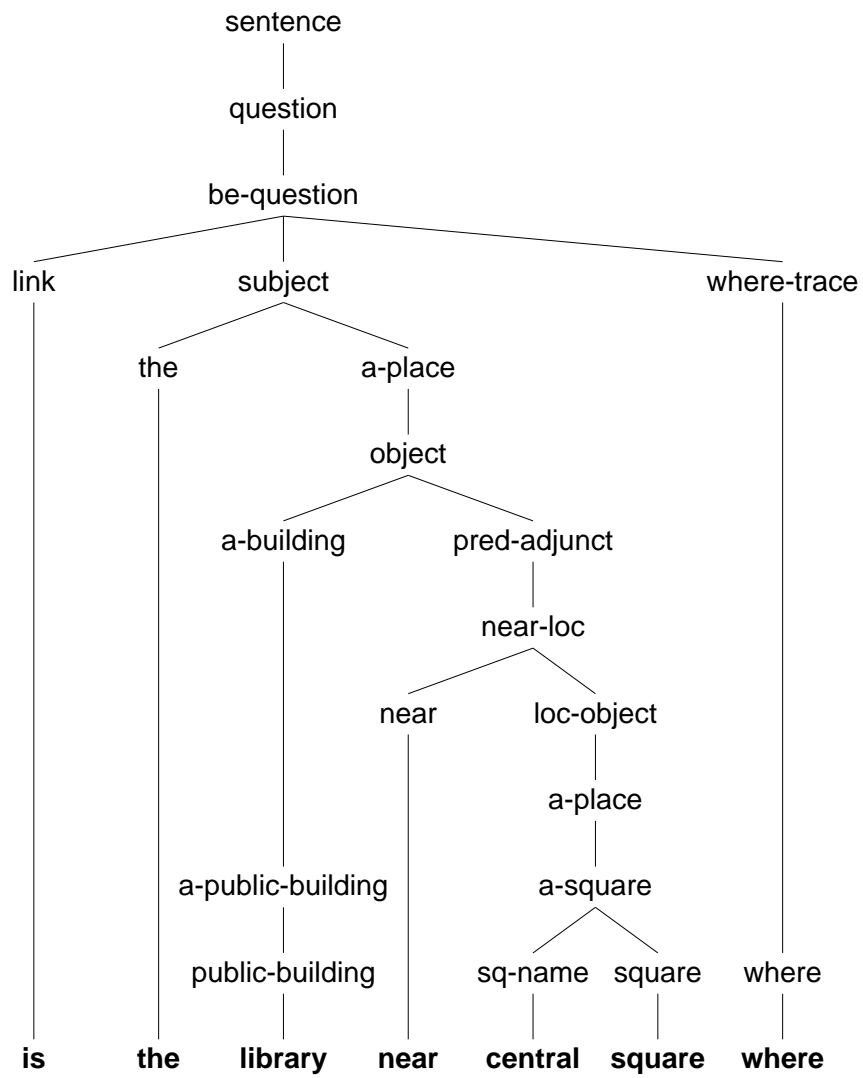 sentence
question
be-question
link subject where-trace
the a-place
object
a-building pred-adjunct
near-loc
near loc-object
a-place
a-public-building a-square
public-building sq-name square where
is the library near central square where